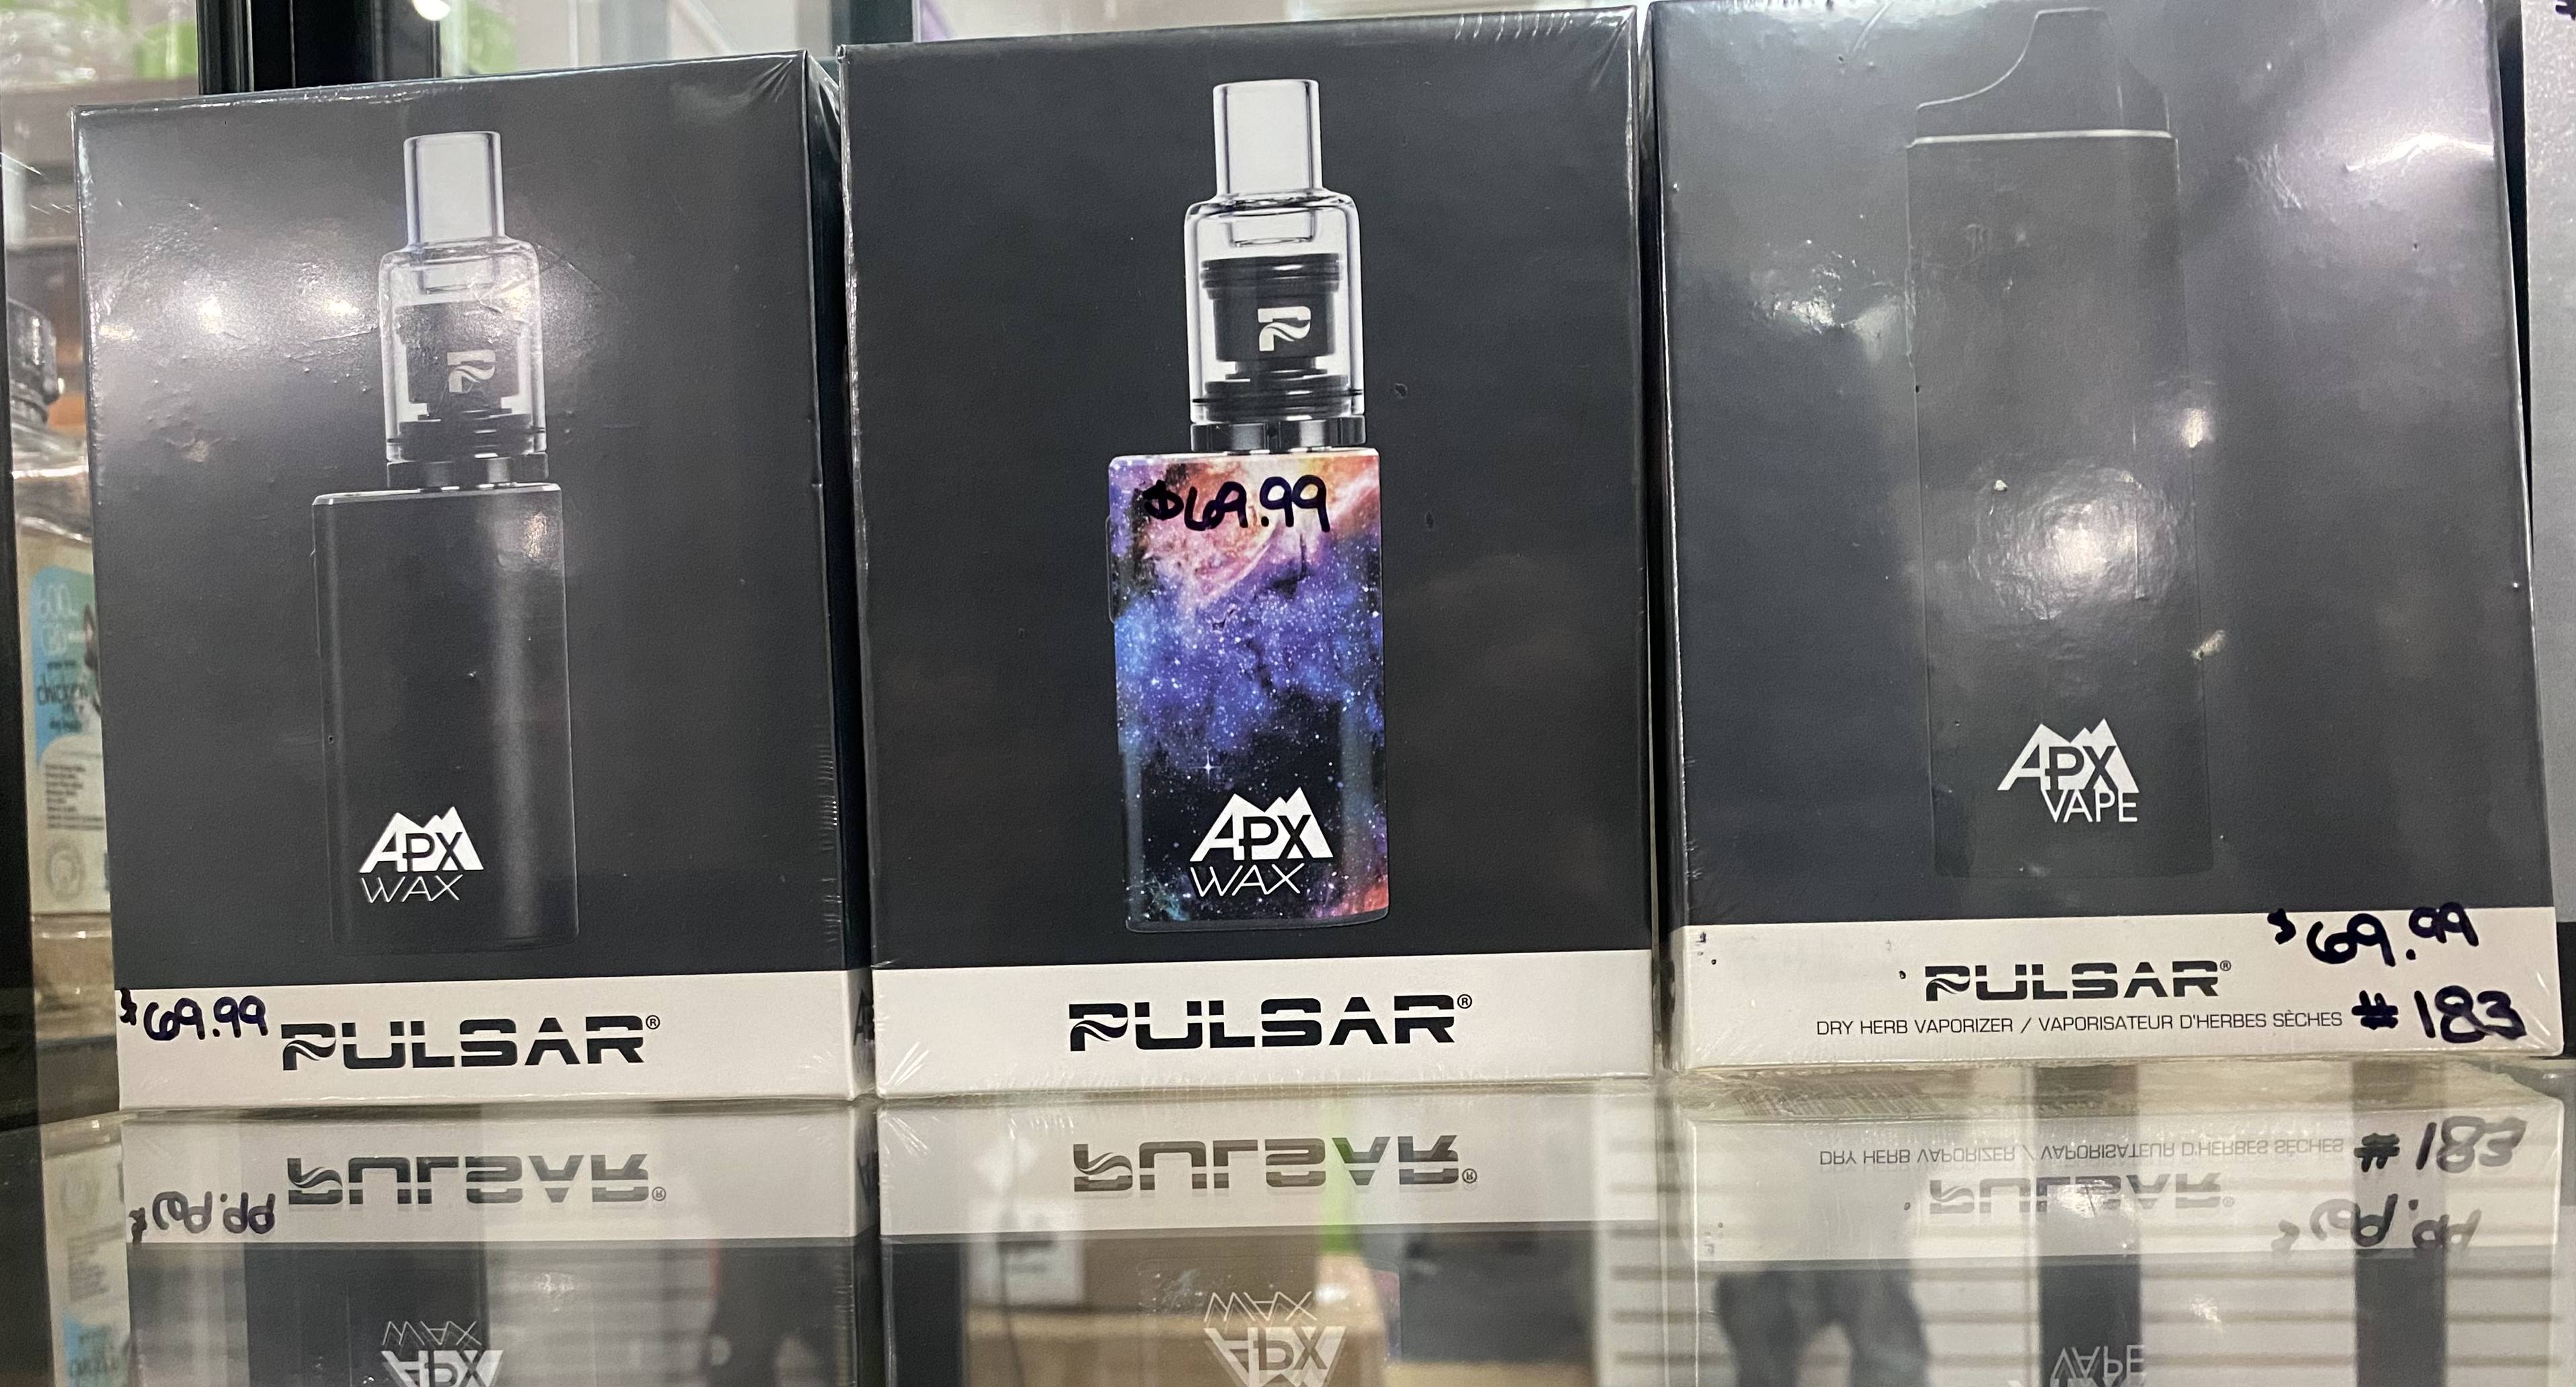 P
APX
WAX
$69.99
PULSAR®
P
$69.99
APX
WAX
PULSAR®
APX
VAPE
$69.99
PULSAR®
DRY HERB VAPORIZER / VAPORISATEUR D'HERBES SÈCHES
#183